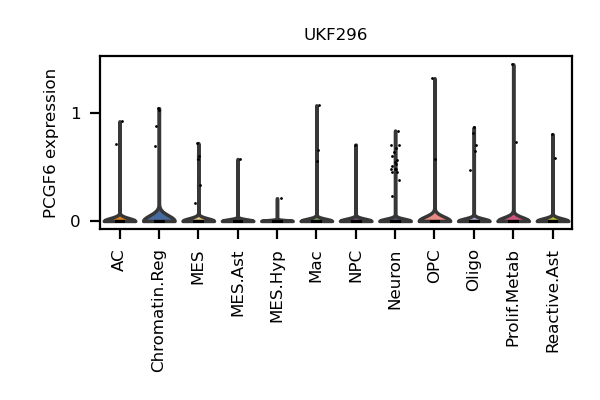 UKF296
PCGF6 expression
1
0
AC
Chromatin.Reg
MES
MES.Ast
MES.Hyp
Mac
NPC
Neuron
OPC
Oligo
Prolif.Metab
Reactive.Ast